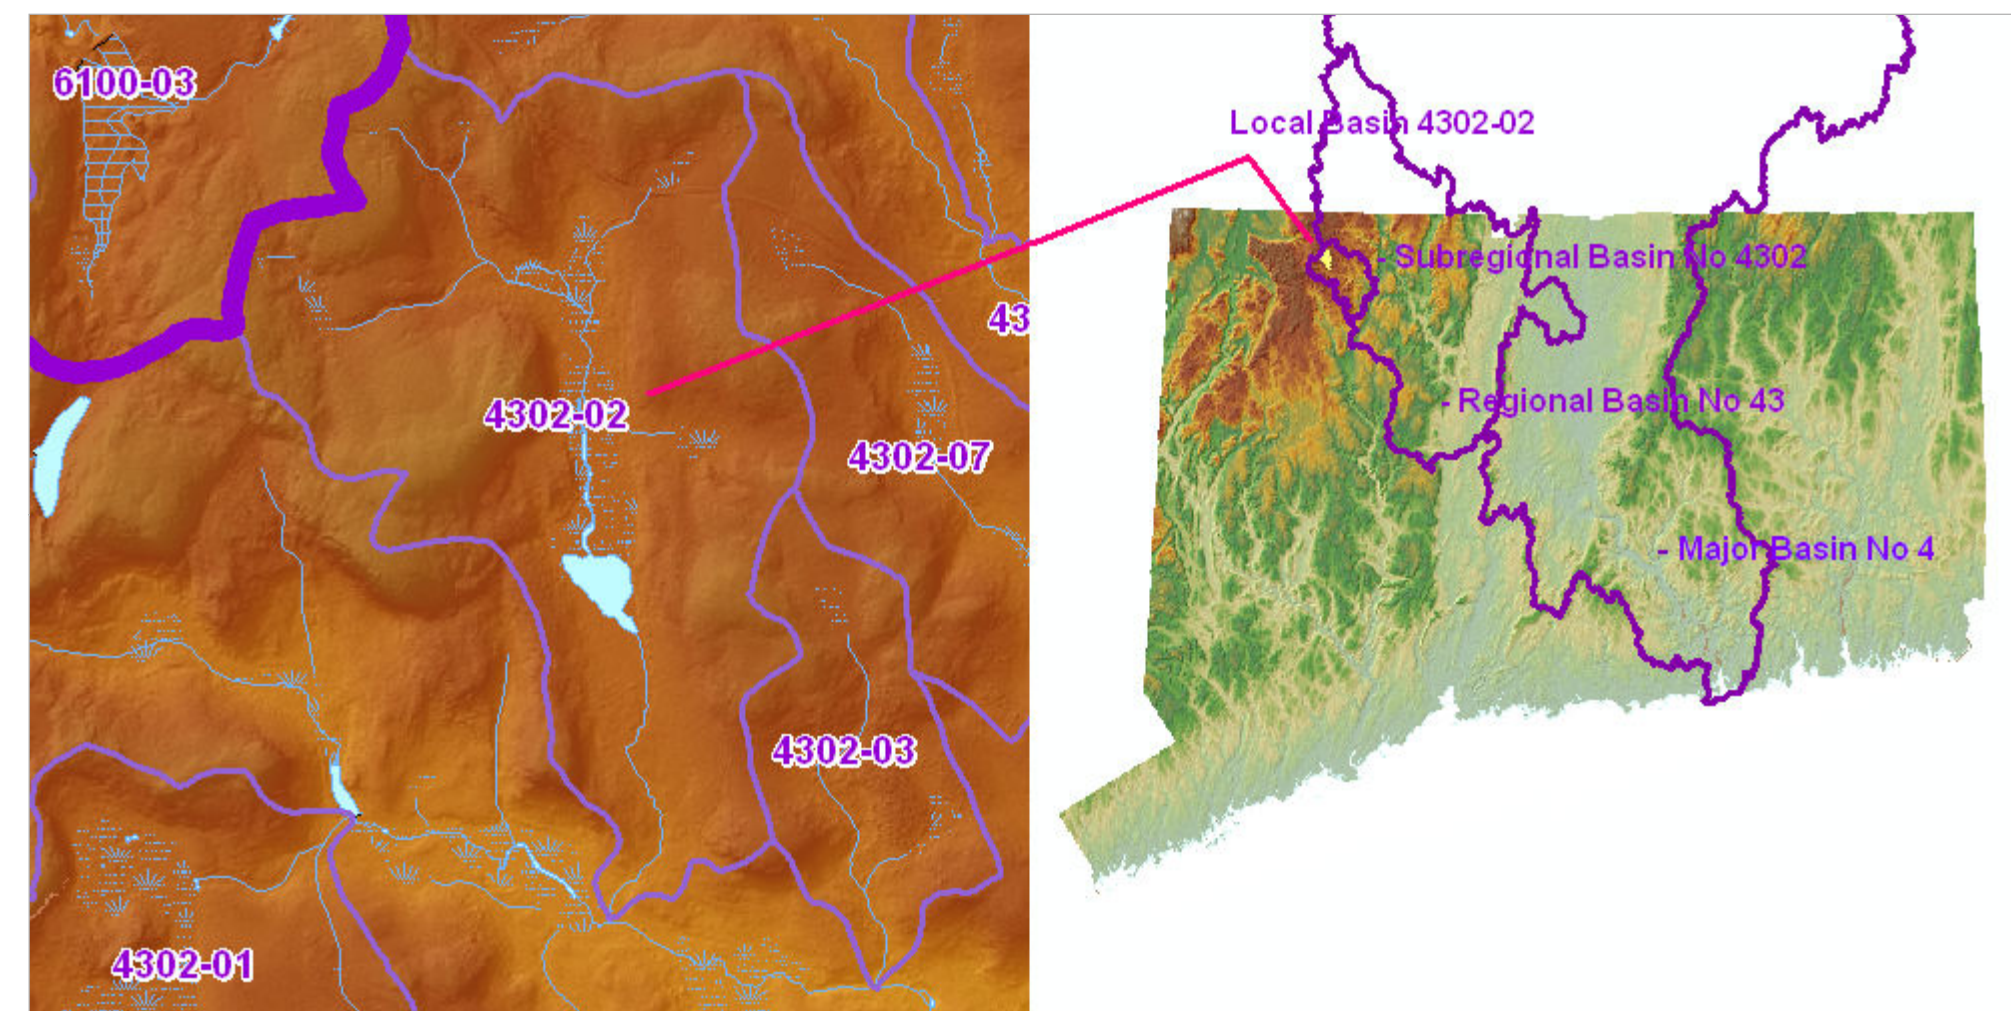 6100-03
Local Basin 4302-02
- Subregional Basin No 4302
43
- Regional Basin No 43
4302-02
4302-07
- Major Basin No 4
4302-03
4302-01